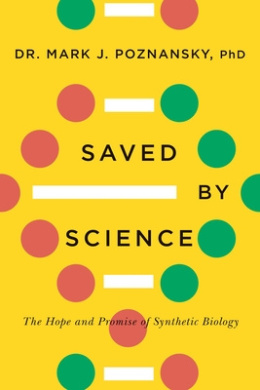 DR. MARK J. POZNANSKY, PhD
SAVED
BY
SCIENCE
The Hope and Promise of Synthetic Biology